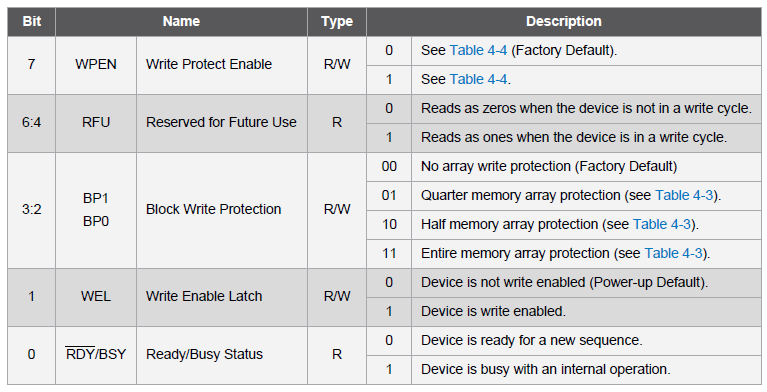 Bit Name Type Description
7 WPEN Write Protect Enable R/W 0 See Table 4-4 (Factory Default).
1 See Table 4-4.
6:4 RFU Reserved for Future Use R 0 Reads as zeros when the device is not in a write cycle.
1 Reads as ones when the device is in a write cycle.
3:2 BP1 BP0 Block Write Protection R/W 00 No array write protection (Factory Default)
01 Quarter memory array protection (see Table 4-3).
10 Half memory array protection (see Table 4-3).
11 Entire memory array protection (see Table 4-3).
1 WEL Write Enable Latch R/W 0 Device is not write enabled (Power-up Default).
1 Device is write enabled.
0 R̅D̅Y̅/BSY Ready/Busy Status R 0 Device is ready for a new sequence.
1 Device is busy with an internal operation.